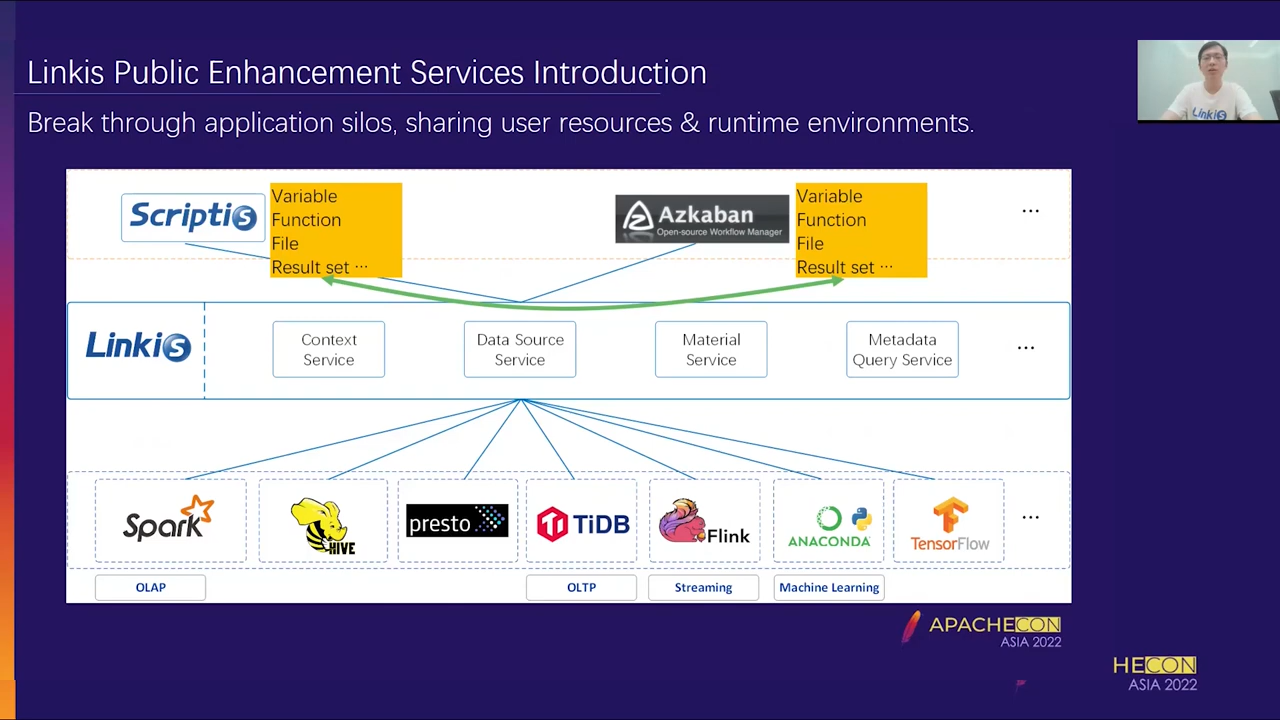 Linkis Public Enhancement Services Introduction
Break through application silos, sharing user resources & runtime environments.
Scriptis
Variable
Function
File
Result set ···
Azkaban
Open-source Workflow Manager
Variable
Function
File
Result set ···
...
Linkis
Context
Service
Data Source
Service
Material
Service
Metadata
Query Service
...
Spark
HIVE
presto
TiDB
Flink
ANACONDA
TensorFlow
...
OLAP
OLTP
Streaming
Machine Learning
APACHECON
ASIA 2022
HECON
ASIA 2022
Linkis